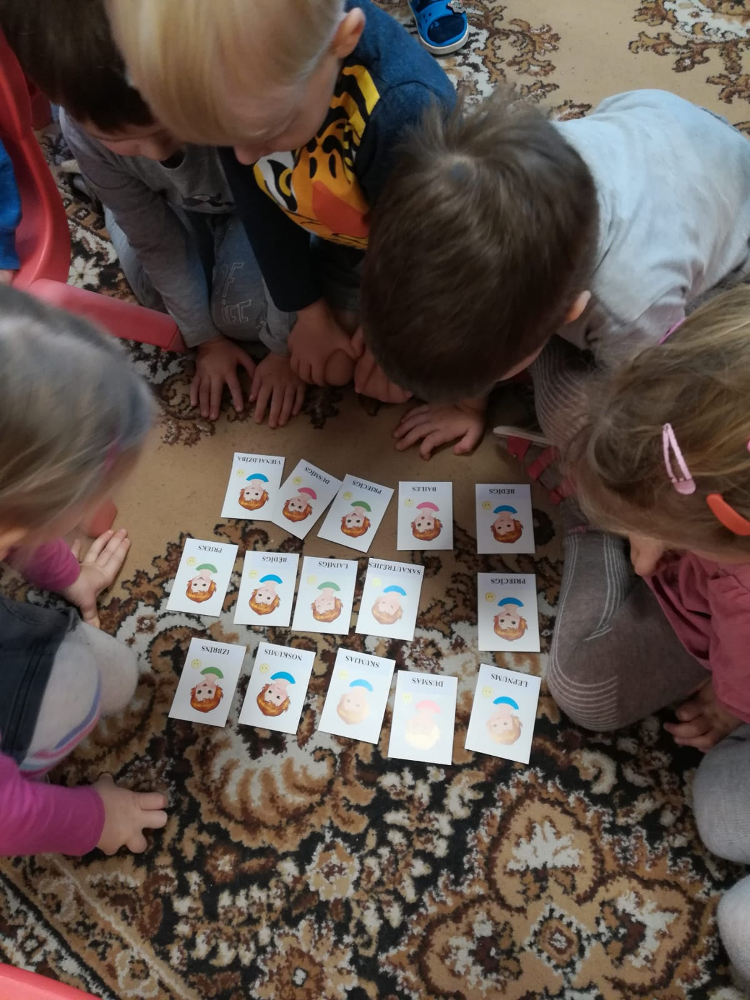 VIENALDZĪBA
DUSMĪGS
PRIECĪGS
BAILES
BĒDĪGS
PRIEKS
BĒDĪGS
LAIMĪGS
SAKAUTRĒJIES
PRIECĪGS
IZBRĪNS
NOSKUMIS
SKUMJAS
DUSMAS
LEPNUMS